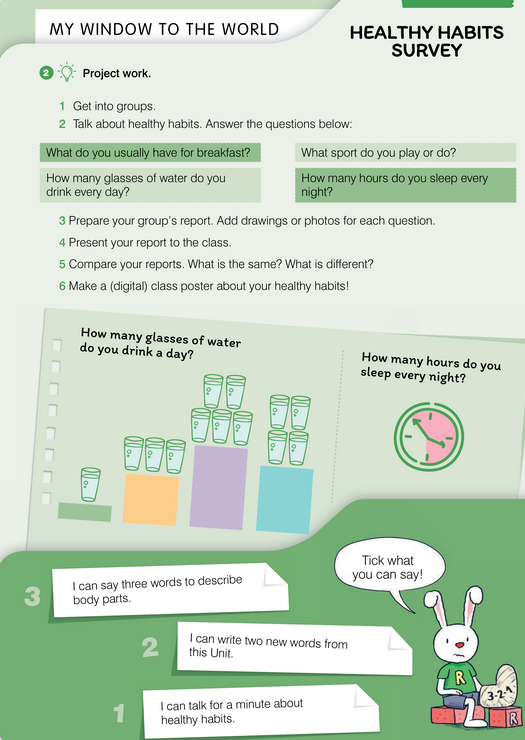 MY WINDOW TO THE WORLD
HEALTHY HABITS
SURVEY
2 Project work.
1 Get into groups.
2 Talk about healthy habits. Answer the questions below:
What do you usually have for breakfast?
What sport do you play or do?
How many glasses of water do you
drink every day?
How many hours do you sleep every
night?
3 Prepare your group's report. Add drawings or photos for each question.
4 Present your report to the class.
5 Compare your reports. What is the same? What is different?
6 Make a (digital) class poster about your healthy habits!
How many glasses of water
do you drink a day?
How many hours do you
sleep every night?
Tick what
you can say!
3
I can say three words to describe
body parts.
2
I can write two new words from
this Unit.
1
I can talk for a minute about
healthy habits.
R
3-2-1
R